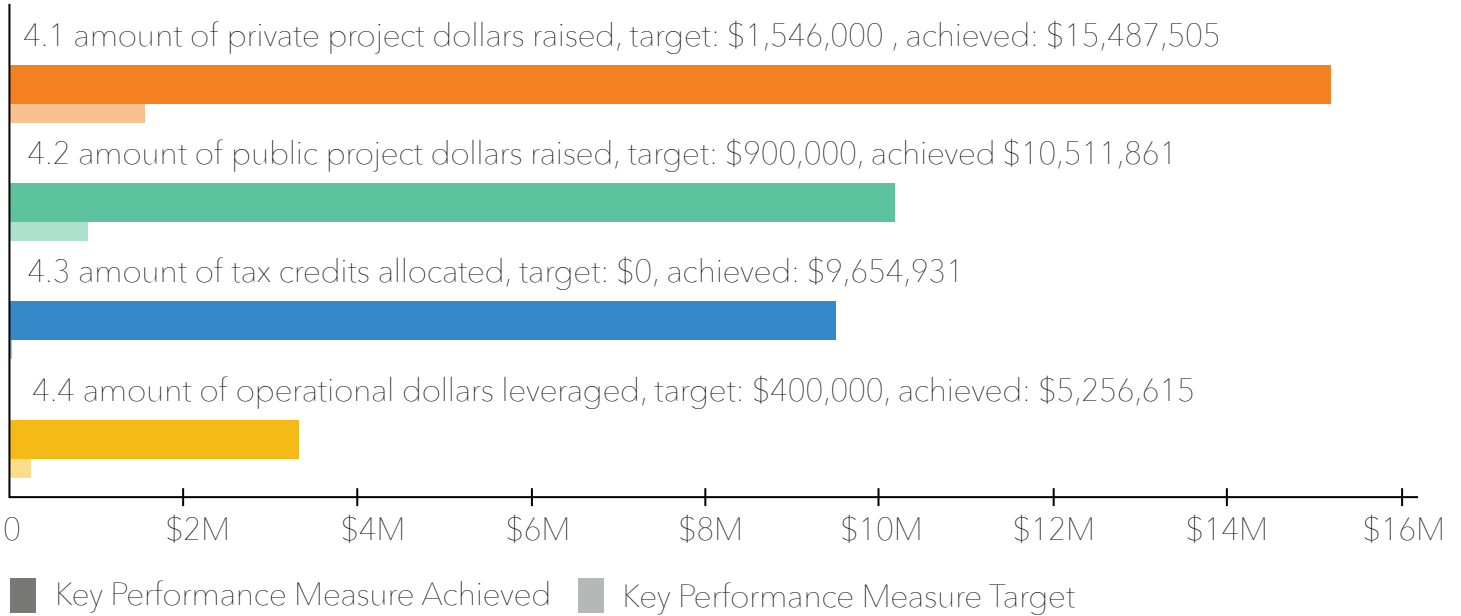 4.1 amount of private project dollars raised, target: $1,546,000 , achieved: $15,487,505
4.2 amount of public project dollars raised, target: $900,000, achieved $10,511,861
4.3 amount of tax credits allocated, target: $0, achieved: $9,654,931
4.4 amount of operational dollars leveraged, target: $400,000, achieved: $5,256,615
0 $2M $4M $6M $8M $10M $12M $14M $16M
Key Performance Measure Achieved Key Performance Measure Target